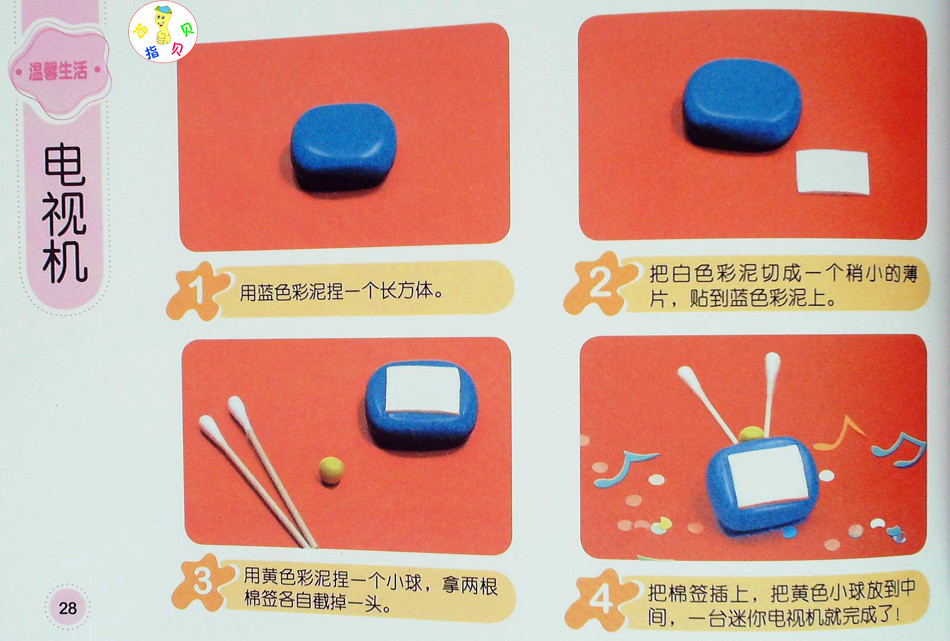 温馨生活
电视机
指贝贝
1
用蓝色彩泥捏一个长方体。
2
把白色彩泥切成一个稍小的薄
片，贴到蓝色彩泥上。
3
用黄色彩泥捏一个小球，拿两根
棉签各自截掉一头。
4
把棉签插上，把黄色小球放到中
间，一台迷你电视机就完成了！
28